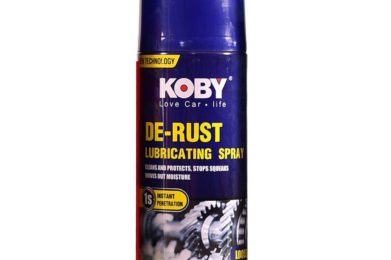 TECHNOLOGY
KOBY®
Love Car • life
DE-RUST
LUBRICATING SPRAY
CLEANS AND PROTECTS, STOPS SQUEAKS
DRIVES OUT MOISTURE
1s INSTANT
PENETRATION